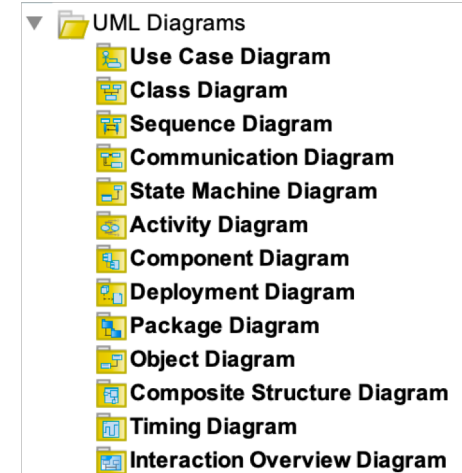 UML Diagrams
Use Case Diagram
Class Diagram
Sequence Diagram
Communication Diagram
State Machine Diagram
Activity Diagram
Component Diagram
Deployment Diagram
Package Diagram
Object Diagram
Composite Structure Diagram
Timing Diagram
Interaction Overview Diagram